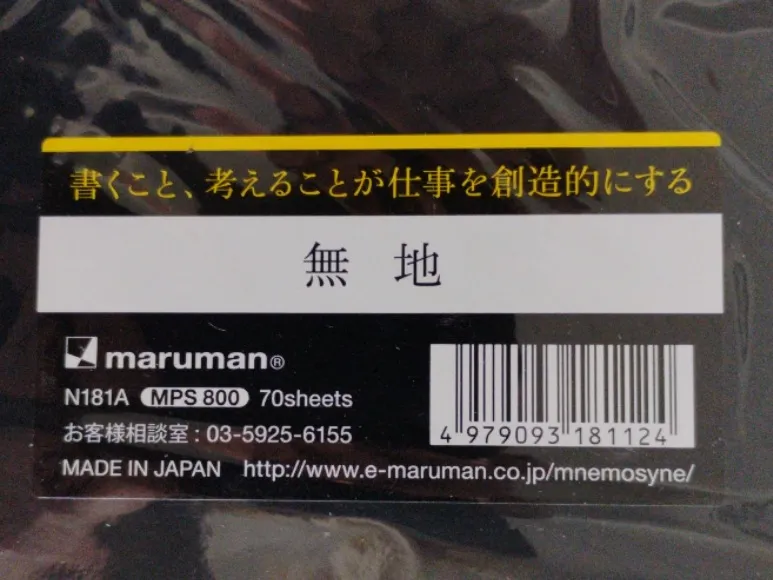 書くこと、考えることが仕事を創造的にする
無 地
maruman®
N181A MPS 800 70sheets
お客様相談室：03-5925-6155
MADE IN JAPAN http://www.e-maruman.co.jp/mnemosyne/
4 979093 181124